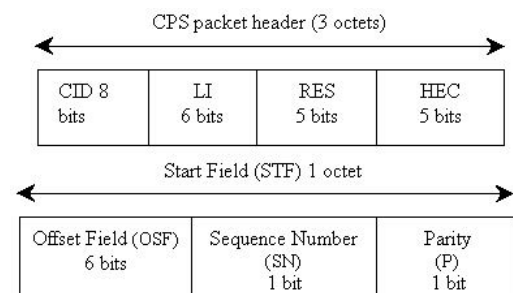 CPS packet header (3 octets)
CID 8
bits
LI
6 bits
RES
5 bits
HEC
5 bits
Start Field (STF) 1 octet
Offset Field (OSF)
6 bits
Sequence Number
(SN)
1 bit
Parity
(P)
1 bit